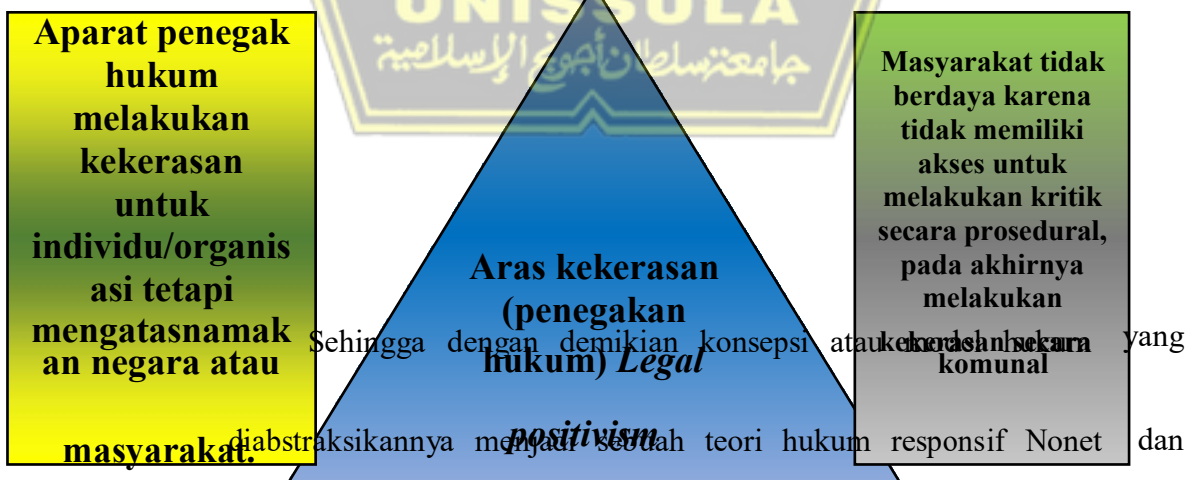 UNISSULA
جامعتسلطان أجونج الإسلامية
Aparat penegak
hukum
melakukan
kekerasan
untuk
individu/organis
asi tetapi
mengatasnamak
an negara atau
masyarakat.
Aras kekerasan
(penegakan
hukum) Legal
positivism
Masyarakat tidak
berdaya karena
tidak memiliki
akses untuk
melakukan kritik
secara prosedural,
pada akhirnya
melakukan
kekerasan secara
komunal
Sehingga dengan demikian konsepsi atau hukum yang
diabstraksikannya menjadi sebuah teori hukum responsif Nonet dan